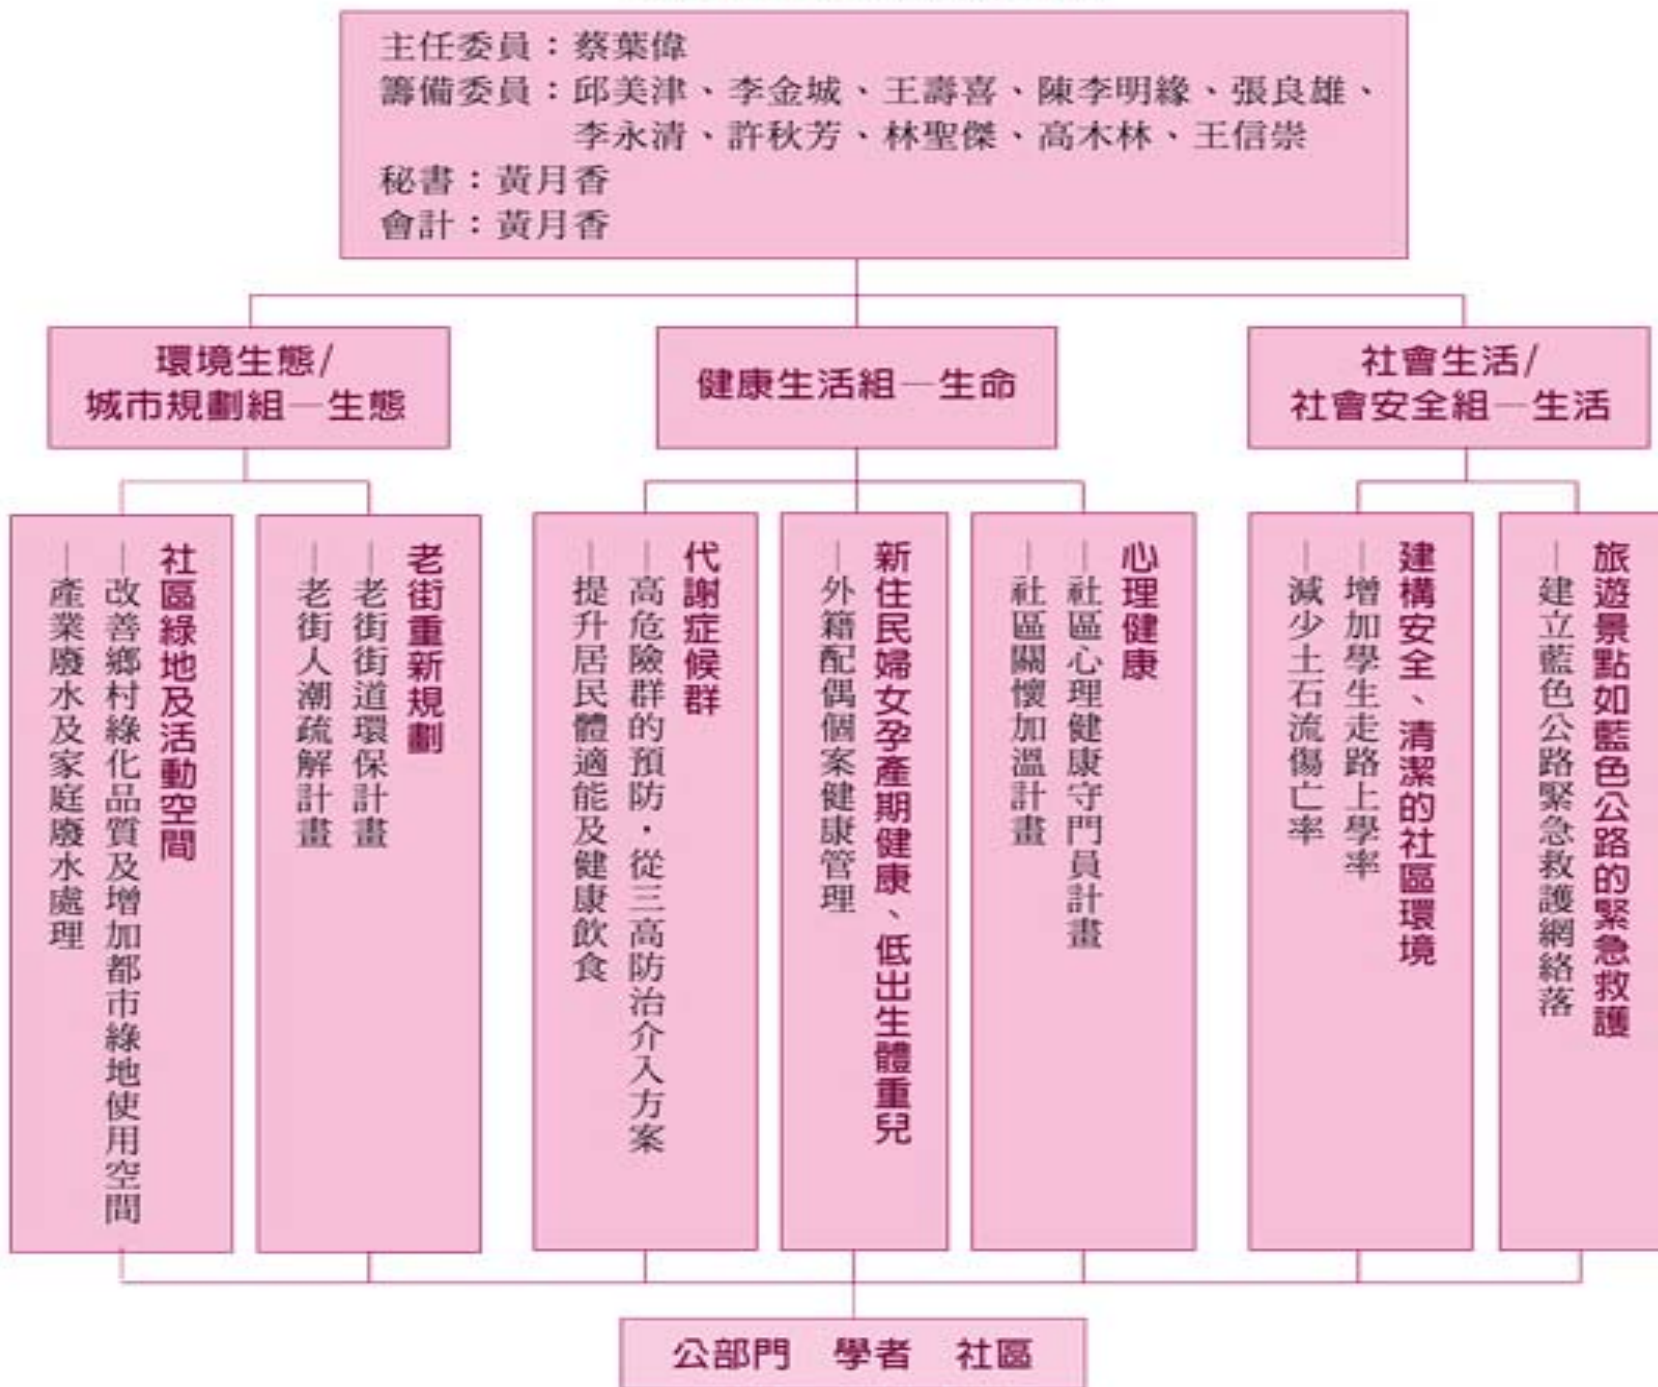 主任委員：蔡葉偉
籌備委員：邱美津、李金城、王壽喜、陳李明緣、張良雄、
李永清、許秋芳、林聖傑、高木林、王信崇
秘書：黃月香
會計：黃月香
環境生態/
城市規劃組—生態
健康生活組—生命
社會生活/
社會安全組—生活
社區綠地及活動空間
—改善鄉村綠化品質及增加都市綠地使用空間
—產業廢水及家庭廢水處理
老街重新規劃
—老街街道環保計畫
—老街人潮疏解計畫
代謝症候群
—高危險群的預防・從三高防治介入方案
—提升居民體適能及健康飲食
新住民婦女孕產期健康、低出生體重兒
—外籍配偶個案健康管理
心理健康
—社區心理健康守門員計畫
—社區關懷加溫計畫
建構安全、清潔的社區環境
—增加學生走路上學率
—減少土石流傷亡率
旅遊景點如藍色公路的緊急救護
—建立藍色公路緊急救護網絡落
公部門　學者　社區